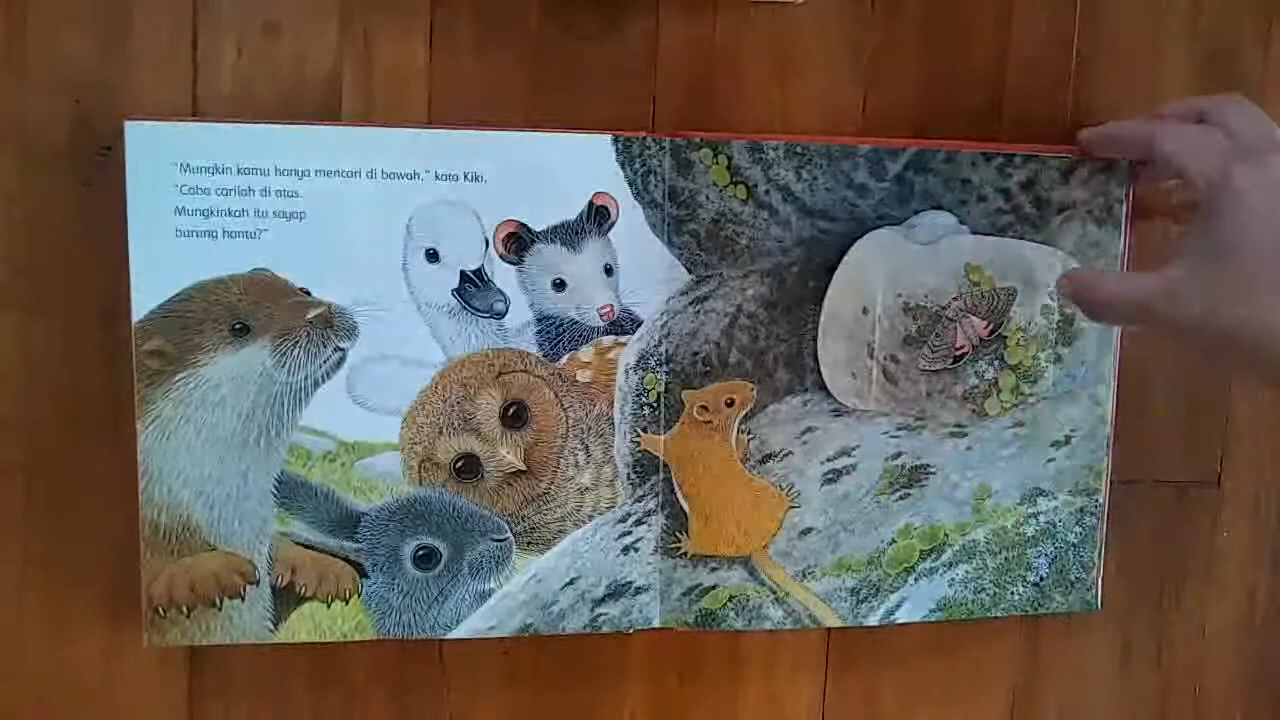 "Mungkin kamu hanya mencari di bawah," kata Kiki.
"Coba carilah di atas.
Mungkinkah itu sayap
burung hantu?"